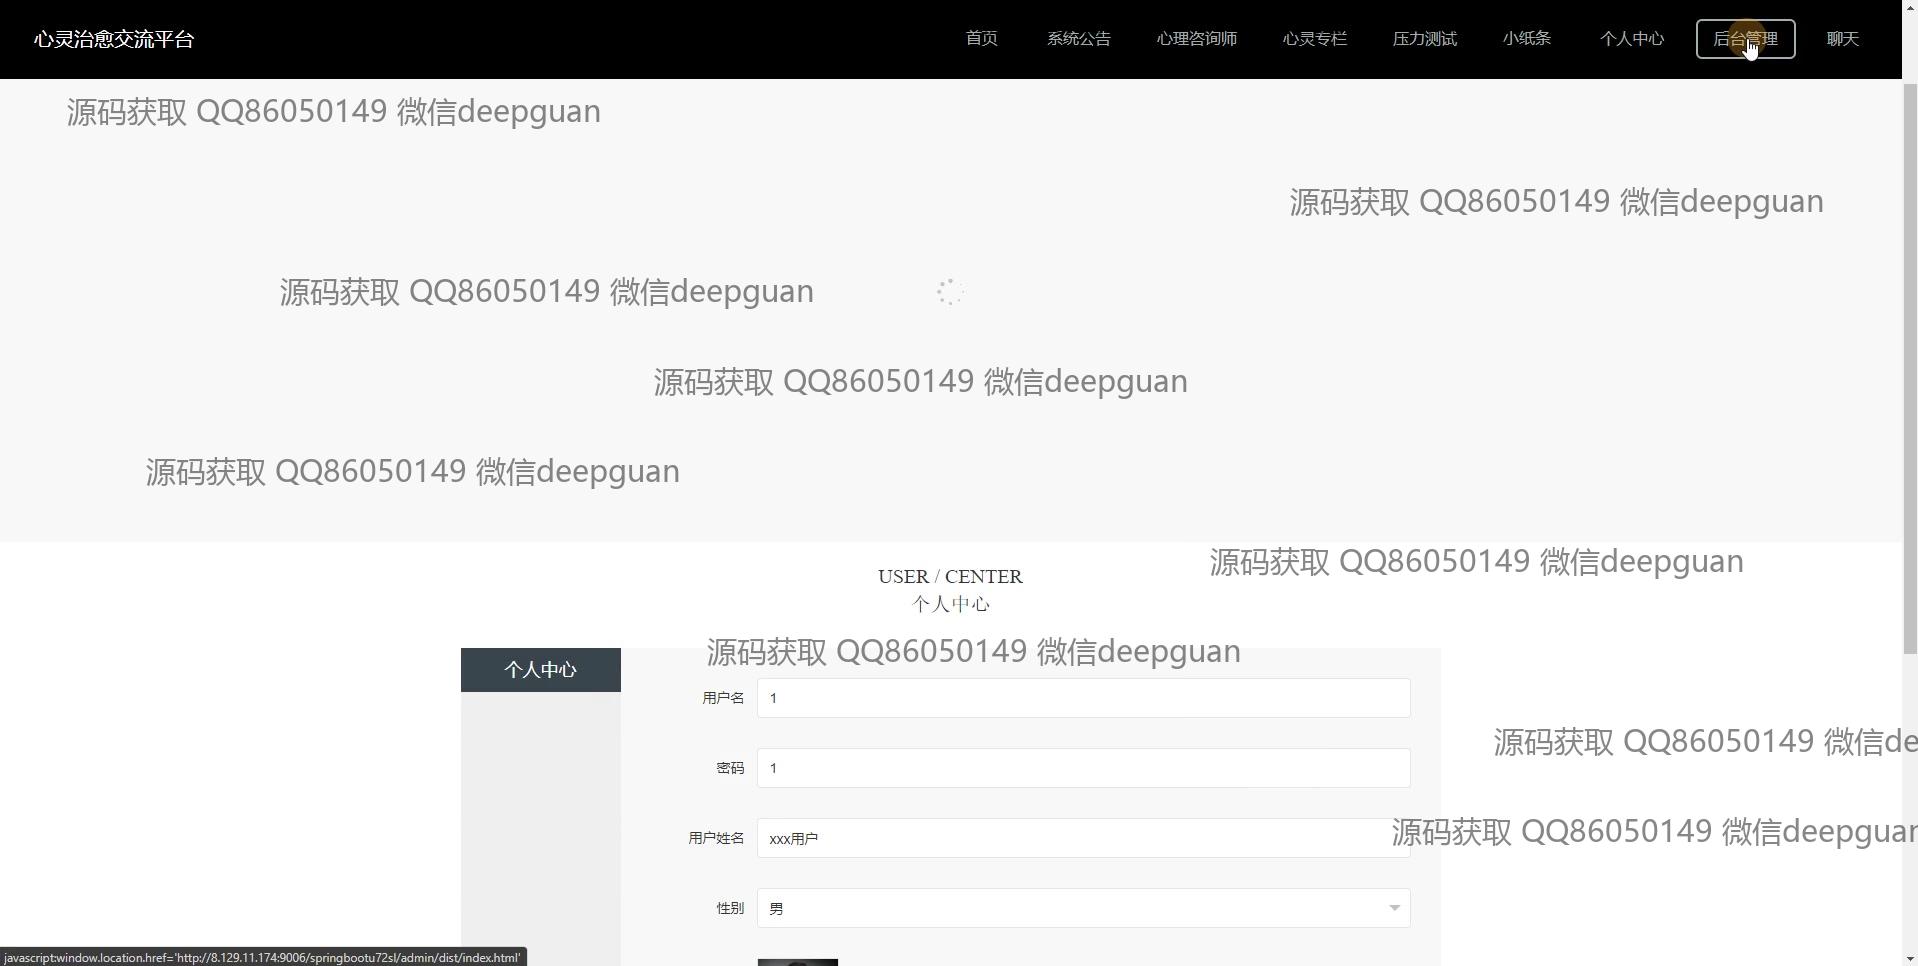 心灵治愈交流平台
首页 系统公告 心理咨询师 心灵专栏 压力测试 小纸条 个人中心 后台管理 聊天
源码获取 QQ86050149 微信deepguan
源码获取 QQ86050149 微信deepguan
源码获取 QQ86050149 微信deepguan
源码获取 QQ86050149 微信deepguan
源码获取 QQ86050149 微信deepguan
源码获取 QQ86050149 微信deepguan
USER / CENTER
个人中心
源码获取 QQ86050149 微信deepguan
个人中心
用户名 1
源码获取 QQ86050149 微信de
密码 1
用户姓名 xxx用户
源码获取 QQ86050149 微信deepguan
性别 男
javascript:window.location.href='http://8.129.11.174:9006/springbootu72sl/admin/dist/index.html'